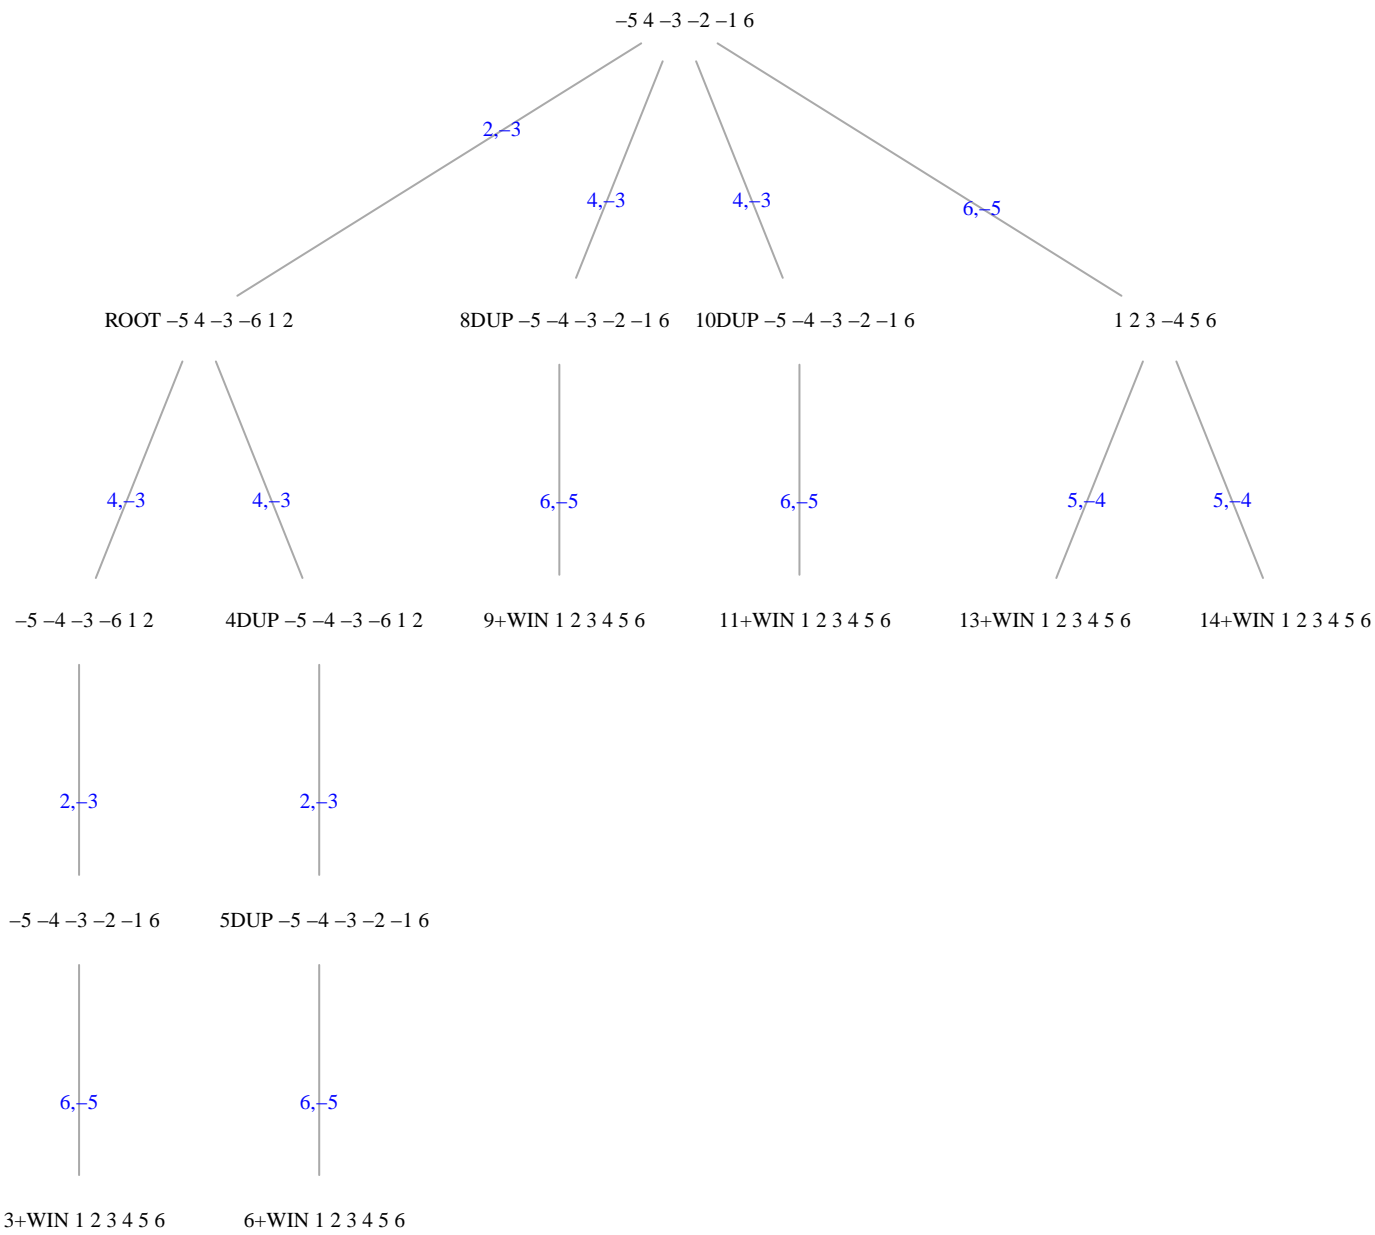 −5 4 −3 −2 −1 6
2,−3
4,−3
4,−3
6,−5
ROOT −5 4 −3 −6 1 2
8DUP −5 −4 −3 −2 −1 6
10DUP −5 −4 −3 −2 −1 6
1 2 3 −4 5 6
4,−3
4,−3
6,−5
6,−5
5,−4
5,−4
−5 −4 −3 −6 1 2
4DUP −5 −4 −3 −6 1 2
9+WIN 1 2 3 4 5 6
11+WIN 1 2 3 4 5 6
13+WIN 1 2 3 4 5 6
14+WIN 1 2 3 4 5 6
2,−3
2,−3
−5 −4 −3 −2 −1 6
5DUP −5 −4 −3 −2 −1 6
6,−5
6,−5
3+WIN 1 2 3 4 5 6
6+WIN 1 2 3 4 5 6